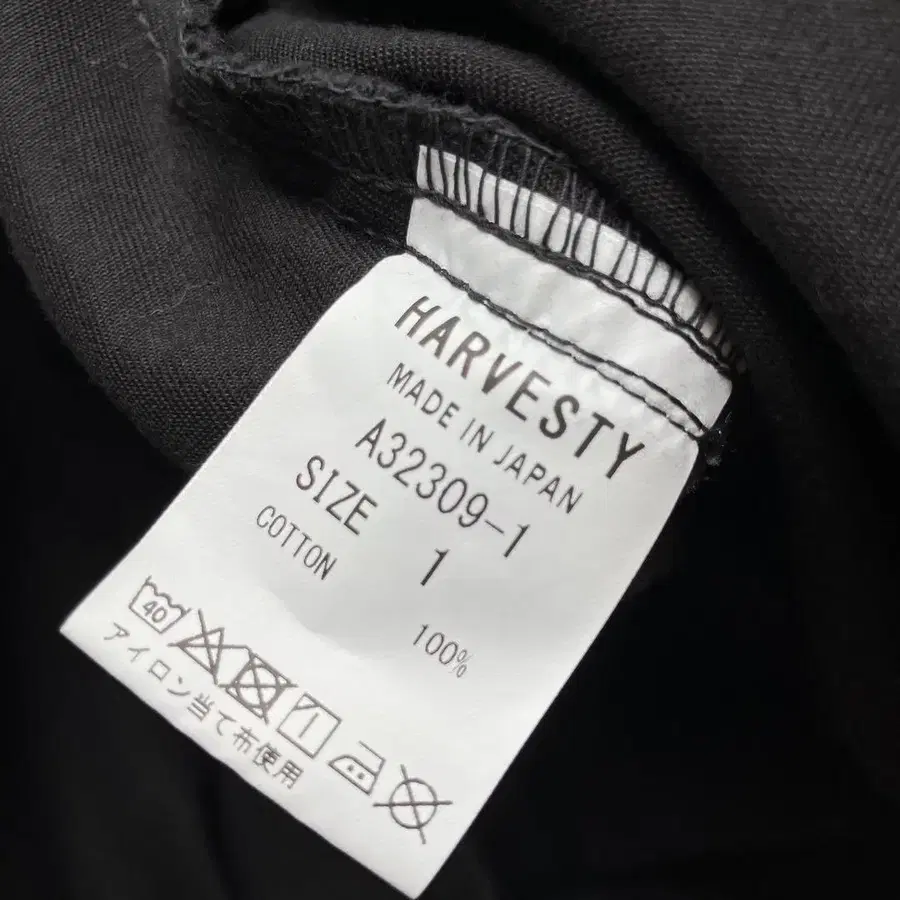 HARVESTY
MADE IN JAPAN
A32309-1
SIZE 1
COTTON 100%
40
アイロン当て布使用